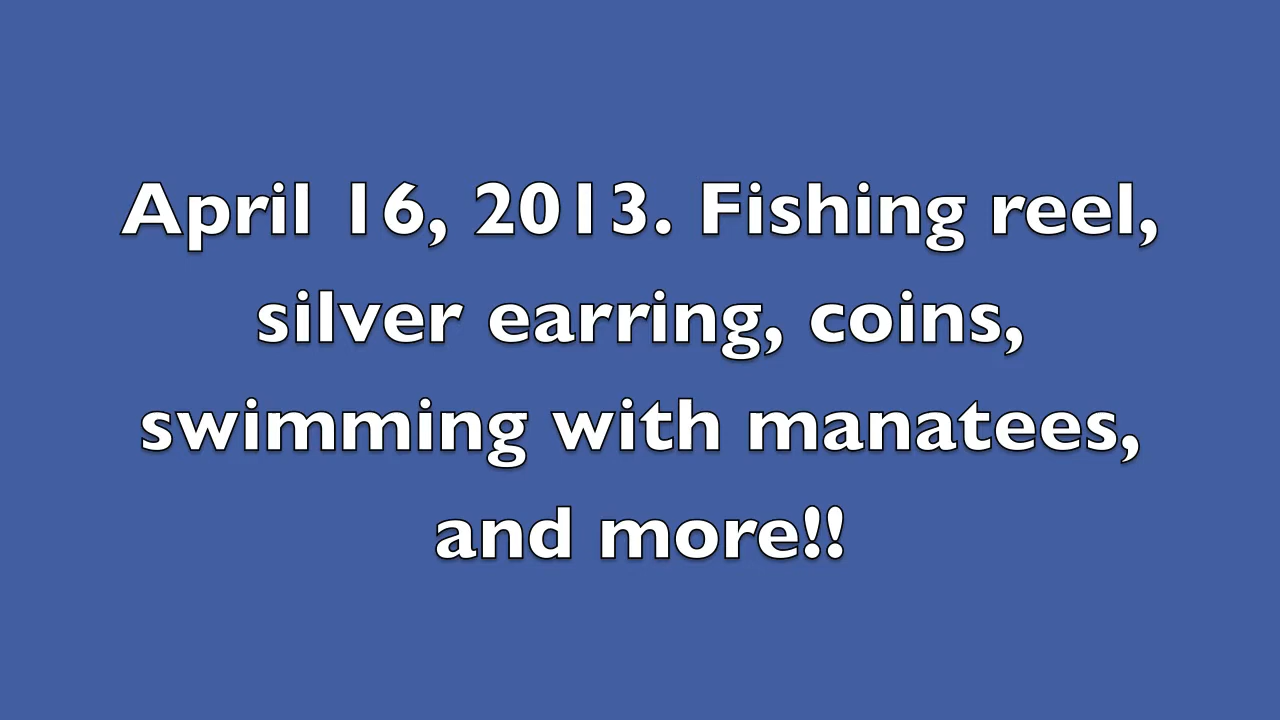 April 16, 2013. Fishing reel,
silver earring, coins,
swimming with manatees,
and more!!